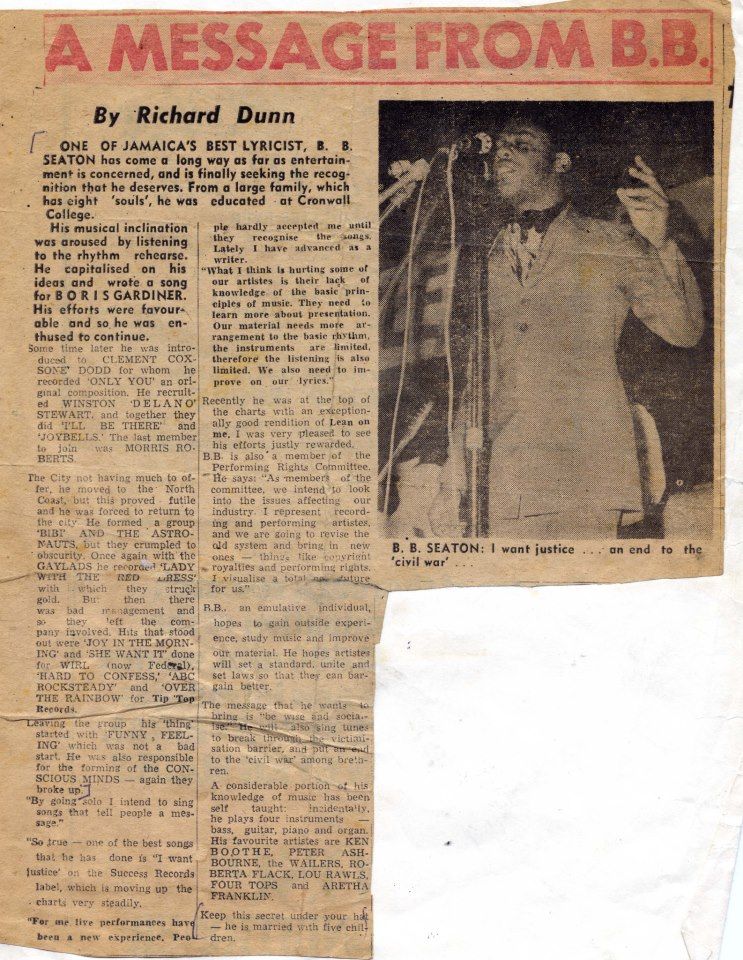 A MESSAGE FROM B.B.
By Richard Dunn
ONE OF JAMAICA'S BEST LYRICIST, B. B.
SEATON has come a long way as far as entertain-
ment is concerned, and is finally seeking the recog-
nition that he deserves. From a large family, which
has eight 'souls', he was educated at Cronwall
College.
His musical inclination
was aroused by listening
to the rhythm rehearse.
He capitalised on his
ideas and wrote a song
for BORIS GARDINER.
His efforts were favour-
able and so he was en-
thused to continue.
Some time later he was intro-
duced to CLEMENT COX-
SONE' DODD for whom he
recorded 'ONLY YOU' an ori-
ginal composition. He recruit-
ed WINSTON 'DELANO'
STEWART, and together they
did 'I'LL BE THERE' and
'JOYBELLS.' The last member
to join was MORRIS RO-
BERTS.
The City not having much to of-
fer, he moved to the North
Coast, but this proved futile
and he was forced to return to
the city. He formed a group
'BIBI' AND THE ASTRO-
NAUTS, but they crumpled to
obscurity. Once again with the
GAYLADS he recorded 'LADY
WITH THE RED DRESS'
with which they struck
gold. But then there
was bad management and
so they left the com-
pany involved. Hits that stood
out were 'JOY IN THE MORN-
ING' and 'SHE WANT IT' done
for WIRL (now Federal),
'HARD TO CONFESS,' 'ABC
ROCKSTEADY' and 'OVER
THE RAINBOW' for Tip Top
Records.
Leaving the group his 'thing'
started with 'FUNNY FEEL-
ING' which was not a bad
start. He was also responsible
for the forming of the CON-
SCIOUS MINDS — again they
broke up.
"By going solo I intend to sing
songs that tell people a mes-
sage."
"So true — one of the best songs
that he has done is 'I want
justice' on the Success Records
label, which is moving up the
charts very steadily.
"For me live performances have
been a new experience. Peo-
ple hardly accepted me until
they recognise the songs.
Lately I have advanced as a
writer.
"What I think is hurting some of
our artistes is their lack of
knowledge of the basic prin-
ciples of music. They need to
learn more about presentation.
Our material needs more ar-
rangement to the basic rhythm,
the instruments are limited,
therefore the listening is also
limited. We also need to im-
prove on our lyrics."
Recently he was at the top of
the charts with an exception-
ally good rendition of Lean on
me. I was very pleased to see
his efforts justly rewarded.
B.B. is also a member of the
Performing Rights Committee.
He says: "As members of the
committee, we intend to look
into the issues affecting our
industry. I represent record-
ing and performing artistes,
and we are going to revise the
old system and bring in new
ones — things like copyright
royalties and performing rights.
I visualise a total new future
for us."
B.B., an emulative individual,
hopes to gain outside experi-
ence, study music and improve
our material. He hopes artistes
will set a standard, unite and
set laws so that they can bar-
gain better.
The message that he wants to
bring is "be wise and social-
ise." He will also sing tunes
to break through the victimi-
sation barrier, and put an end
to the 'civil war' among breth-
ren.
A considerable portion of his
knowledge of music has been
self taught: incidentally,
he plays four instruments —
bass, guitar, piano and organ.
His favourite artistes are KEN
BOOTHE, PETER ASH-
BOURNE, the WAILERS, RO-
BERTA FLACK, LOU RAWLS,
FOUR TOPS and ARETHA
FRANKLIN.
Keep this secret under your hat
— he is married with five chil-
dren.
B. B. SEATON: I want justice ... an end to the
'civil war' ...